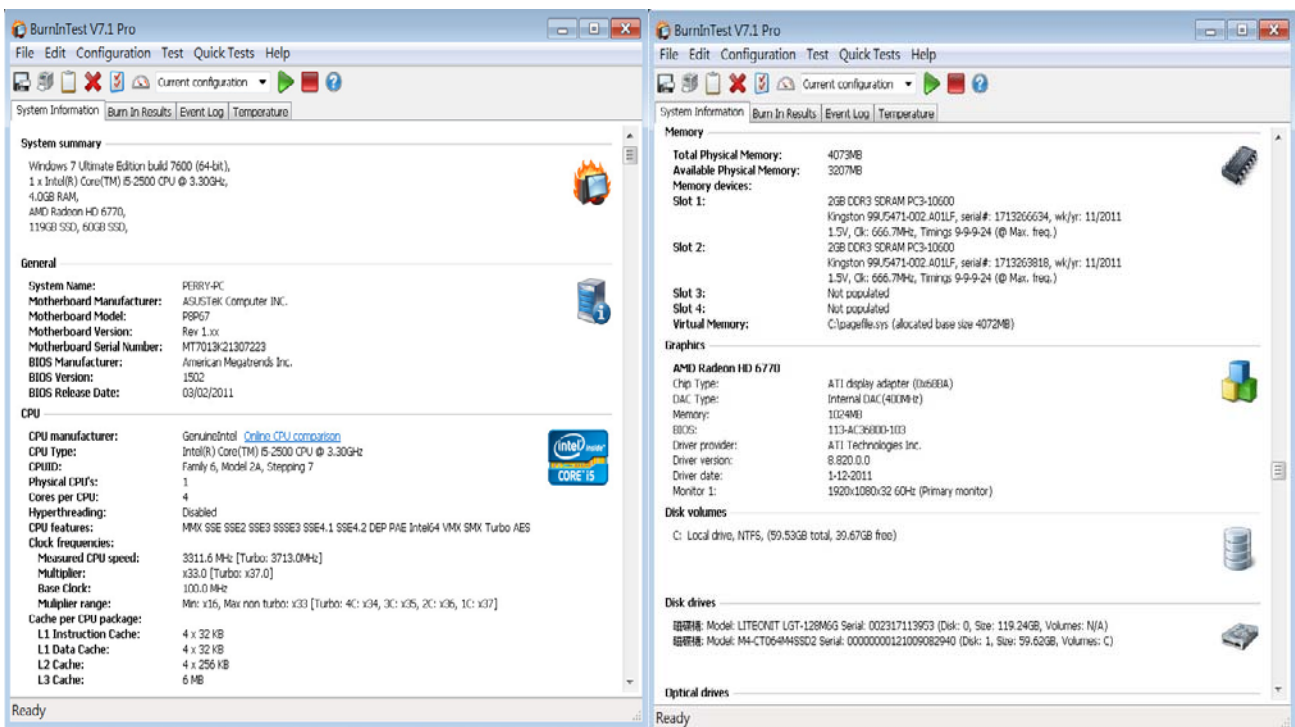 BurnInTest V7.1 Pro
File Edit Configuration Test Quick Tests Help
Current configuration
System Information Burn In Results Event Log Temperature
System summary
Windows 7 Ultimate Edition build 7600 (64-bit),
1 x Intel(R) Core(TM) i5-2500 CPU @ 3.30GHz,
4.0GB RAM,
AMD Radeon HD 6770,
119GB SSD, 60GB SSD,
General
System Name: PERRY-PC
Motherboard Manufacturer: ASUSTeK Computer INC.
Motherboard Model: P8P67
Motherboard Version: Rev 1.xx
Motherboard Serial Number: MT7013K21307223
BIOS Manufacturer: American Megatrends Inc.
BIOS Version: 1502
BIOS Release Date: 03/02/2011
CPU
CPU manufacturer: GenuineIntel Online CPU comparison
CPU Type: Intel(R) Core(TM) i5-2500 CPU @ 3.30GHz
CPUID: Family 6, Model 2A, Stepping 7
Physical CPU's: 1
Cores per CPU: 4
Hyperthreading: Disabled
CPU features: MMX SSE SSE2 SSE3 SSSE3 SSE4.1 SSE4.2 DEP PAE Intel64 VMX SMX Turbo AES
Clock frequencies:
Measured CPU speed: 3311.6 MHz [Turbo: 3713.0MHz]
Multiplier: x33.0 [Turbo: x37.0]
Base Clock: 100.0 MHz
Muliplier range: Min: x16, Max non turbo: x33 [Turbo: 4C: x34, 3C: x35, 2C: x36, 1C: x37]
Cache per CPU package:
L1 Instruction Cache: 4 x 32 KB
L1 Data Cache: 4 x 32 KB
L2 Cache: 4 x 256 KB
L3 Cache: 6 MB
(intel) inside
CORE i5
Ready
BurnInTest V7.1 Pro
File Edit Configuration Test Quick Tests Help
Current configuration
System Information Burn In Results Event Log Temperature
Memory
Total Physical Memory: 4073MB
Available Physical Memory: 3207MB
Memory devices:
Slot 1: 2GB DDR3 SDRAM PC3-10600
Kingston 99U5471-002.A01LF, serial#: 1713266634, wk/yr: 11/2011
1.5V, Clk: 666.7MHz, Timings 9-9-9-24 (@ Max. freq.)
Slot 2: 2GB DDR3 SDRAM PC3-10600
Kingston 99U5471-002.A01LF, serial#: 1713263818, wk/yr: 11/2011
1.5V, Clk: 666.7MHz, Timings 9-9-9-24 (@ Max. freq.)
Slot 3: Not populated
Slot 4: Not populated
Virtual Memory: C:\pagefile.sys (allocated base size 4072MB)
Graphics
AMD Radeon HD 6770
Chip Type: ATI display adapter (0x68BA)
DAC Type: Internal DAC(400MHz)
Memory: 1024MB
BIOS: 113-AC36800-103
Driver provider: ATI Technologies Inc.
Driver version: 8.820.0.0
Driver date: 1-12-2011
Monitor 1: 1920x1080x32 60Hz (Primary monitor)
Disk volumes
C: Local drive, NTFS, (59.53GB total, 39.67GB free)
Disk drives
磁碟機: Model: LITEONIT LGT-128M6G Serial: 002317113953 (Disk: 0, Size: 119.24GB, Volumes: N/A)
磁碟機: Model: M4-CT064M4SSD2 Serial: 00000000121009082940 (Disk: 1, Size: 59.62GB, Volumes: C)
Optical drives
Ready